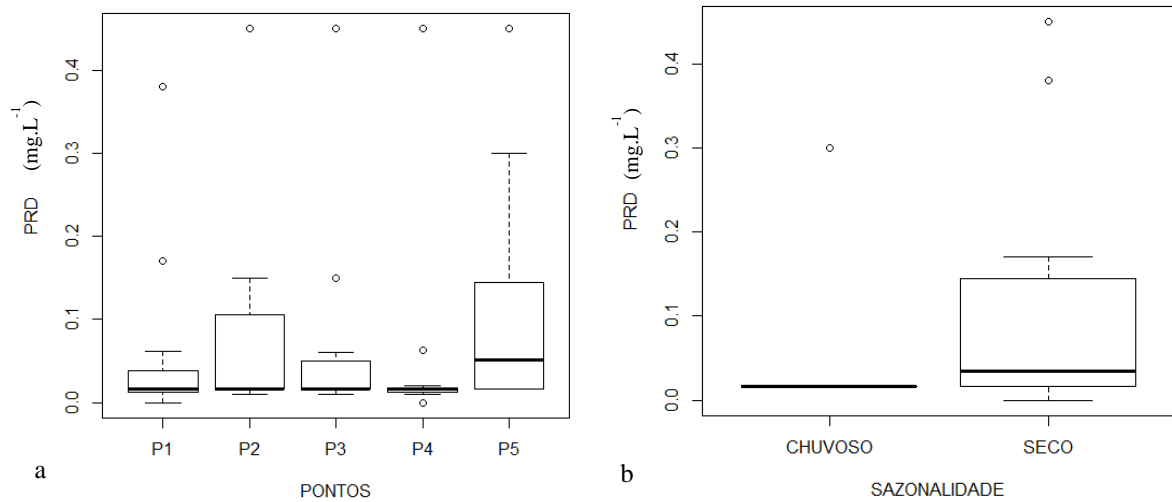 PRD (mg.L-1)
0.0 0.1 0.2 0.3 0.4
P1 P2 P3 P4 P5
a
PONTOS
PRD (mg.L-1)
0.0 0.1 0.2 0.3 0.4
CHUVOSO SECO
b
SAZONALIDADE